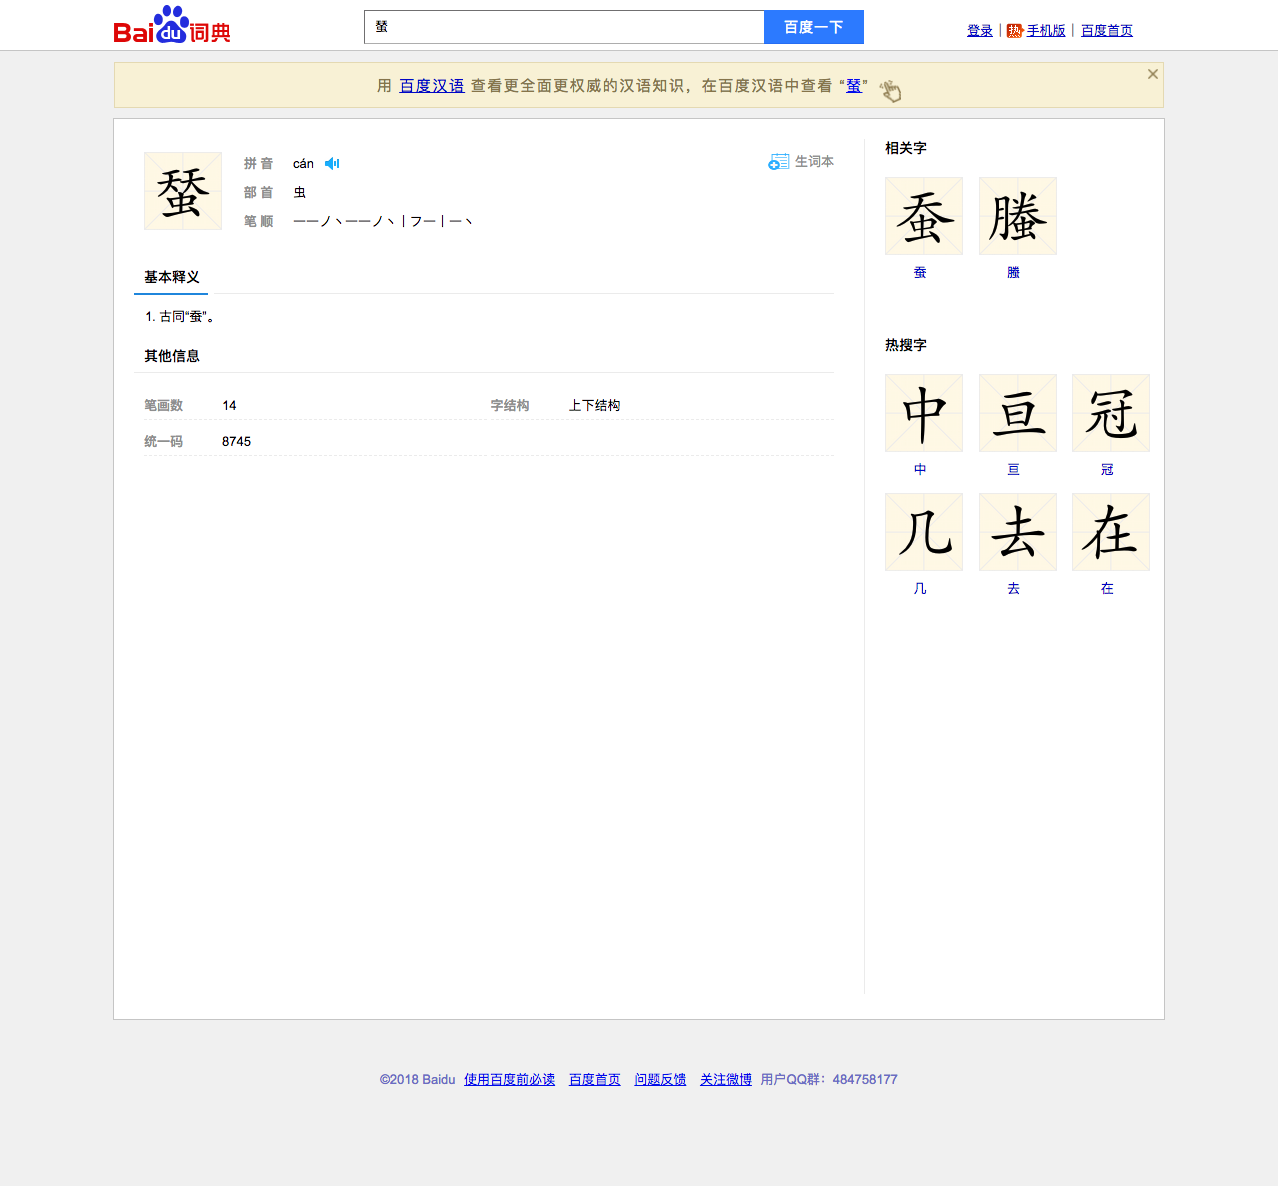 Bai du 词典
蝅
百度一下
登录 | 热 手机版 | 百度首页
用 百度汉语 查看更全面更权威的汉语知识，在百度汉语中查看 “蝅”
蝅
拼 音 cán
生词本
部 首 虫
笔 顺 一一ノ丶一一ノ丶丨フ一丨一丶
基本释义
1. 古同“蚕”。
其他信息
笔画数 14 字结构 上下结构
统一码 8745
相关字
蚕 螣
蚕 螣
热搜字
中 亘 冠
中 亘 冠
几 去 在
几 去 在
©2018 Baidu 使用百度前必读 百度首页 问题反馈 关注微博 用户QQ群：484758177